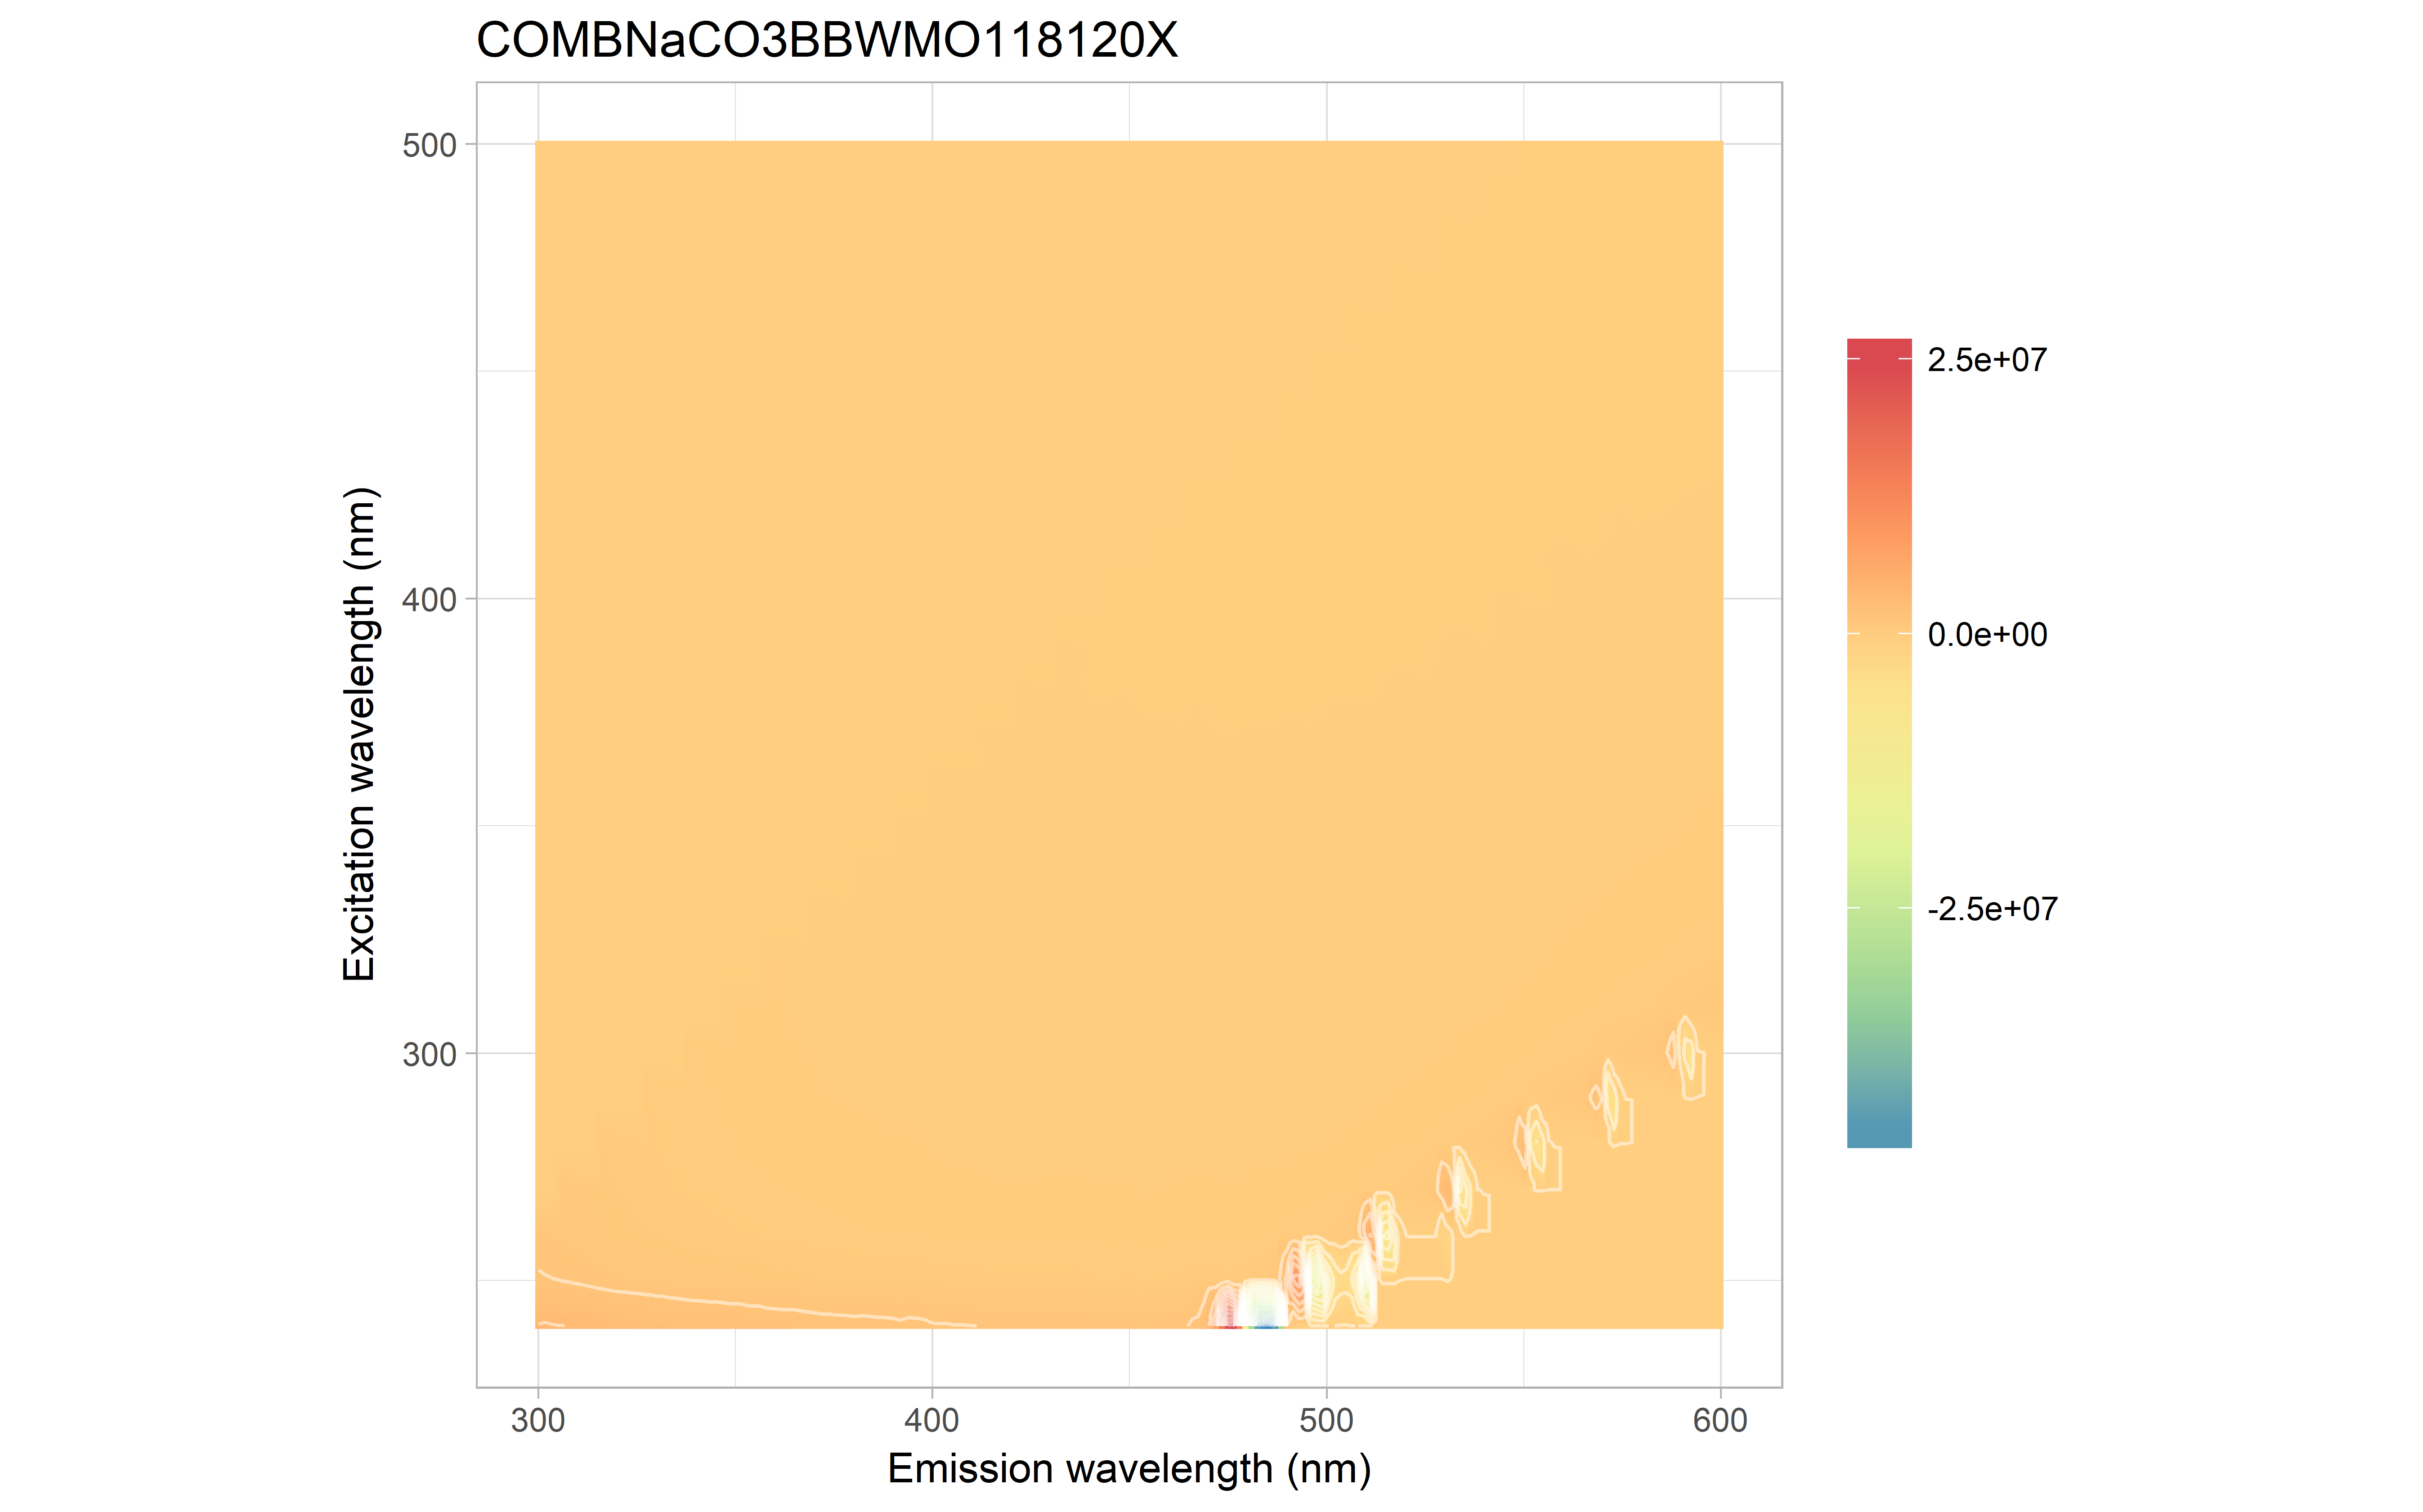 COMBNaCO3BBWMO118120X
500
400
300
Excitation wavelength (nm)
300
400
500
600
Emission wavelength (nm)
2.5e+07
0.0e+00
-2.5e+07